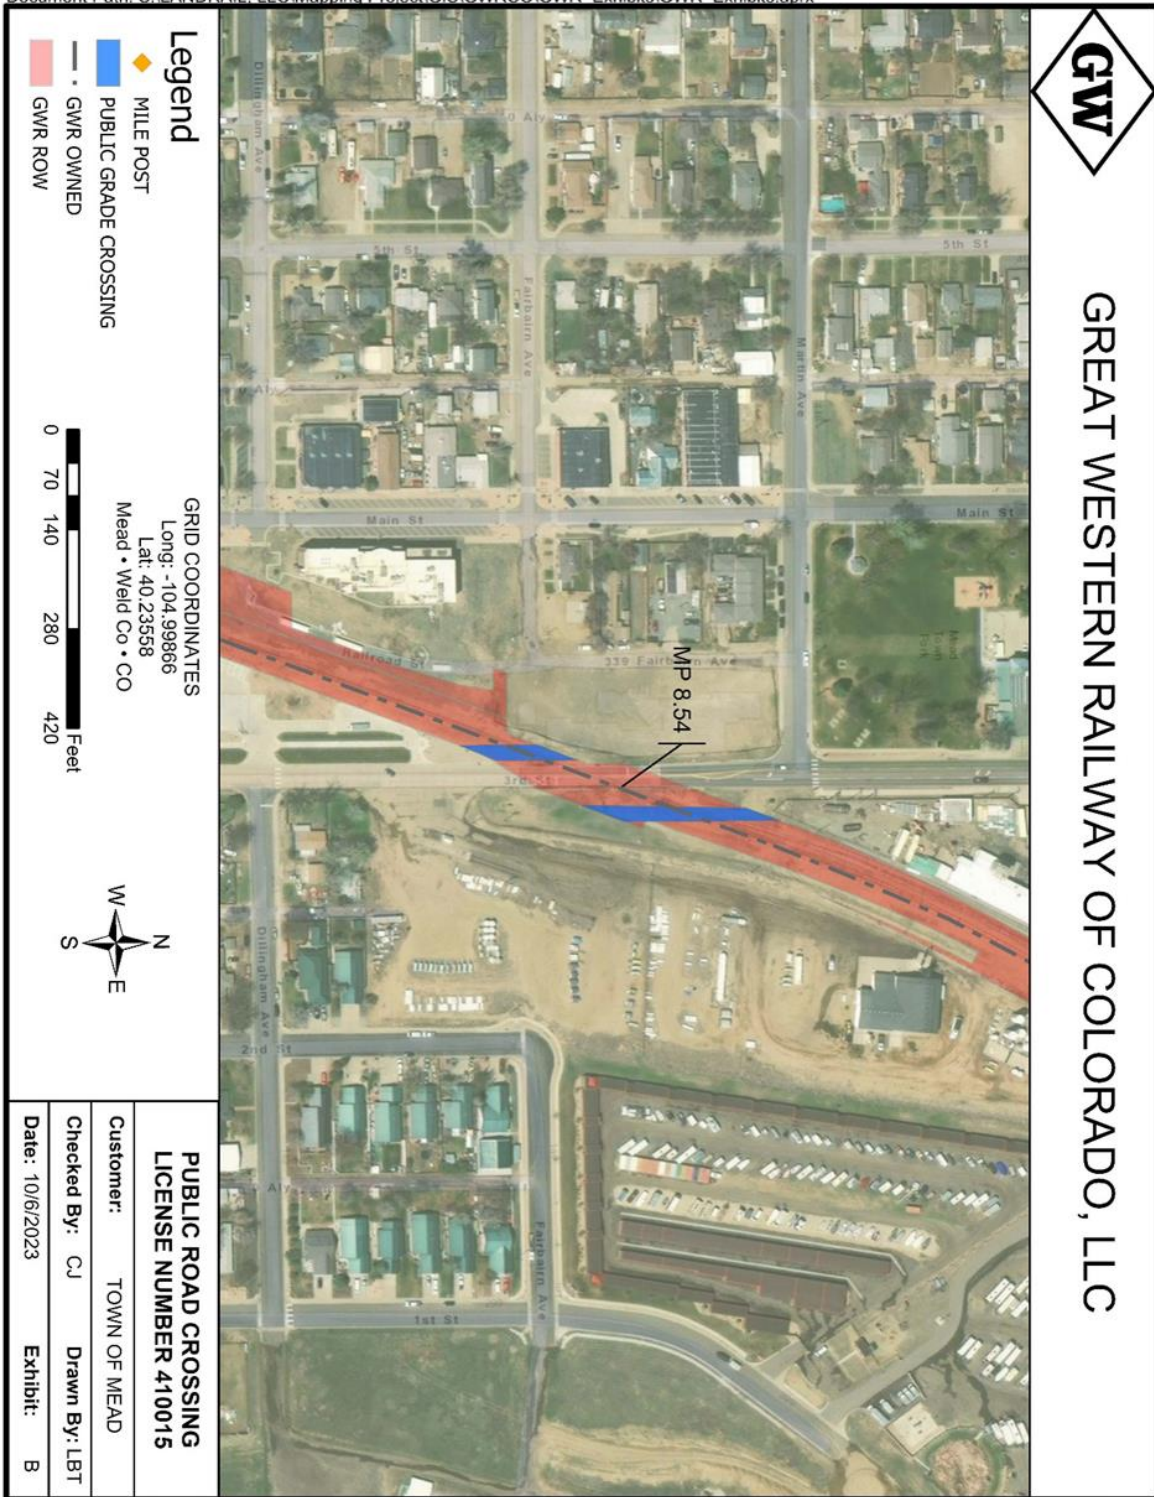 GW
GREAT WESTERN RAILWAY OF COLORADO, LLC
Dillingham Ave
5th St
5th St
Fairbairn Ave
Martin Ave
Main St
Main St
Mead
Town
Park
Railroad St
339 Fairbairn Ave
MP 8.54
3rd St
Dillingham Ave
2nd St
Fairbairn Ave
1st St
Legend
MILE POST
PUBLIC GRADE CROSSING
GWR OWNED
GWR ROW
GRID COORDINATES
Long: -104.99866
Lat: 40.23558
Mead • Weld Co • CO
0 70 140 280 420 Feet
N
W E
S
PUBLIC ROAD CROSSING
LICENSE NUMBER 410015
Customer: TOWN OF MEAD
Checked By: CJ Drawn By: LBT
Date: 10/6/2023 Exhibit: B